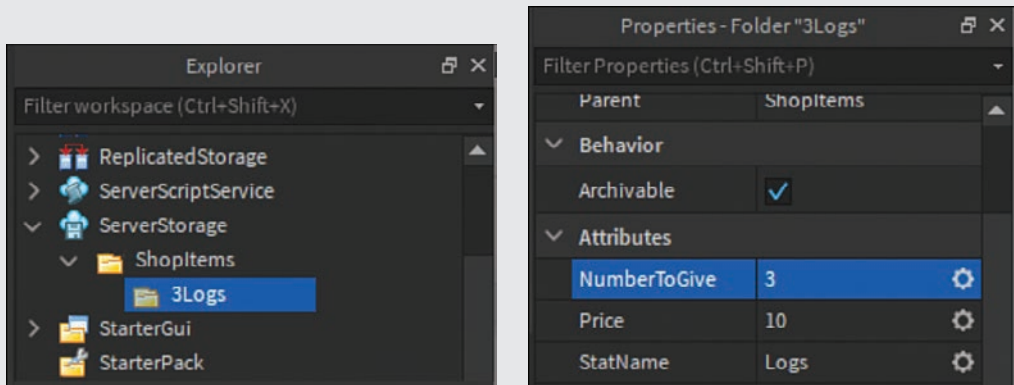 Explorer
Filter workspace (Ctrl+Shift+X)
ReplicatedStorage
ServerScriptService
ServerStorage
ShopItems
3Logs
StarterGui
StarterPack
Properties - Folder "3Logs"
Filter Properties (Ctrl+Shift+P)
Parent ShopItems
Behavior
Archivable
Attributes
NumberToGive 3
Price 10
StatName Logs